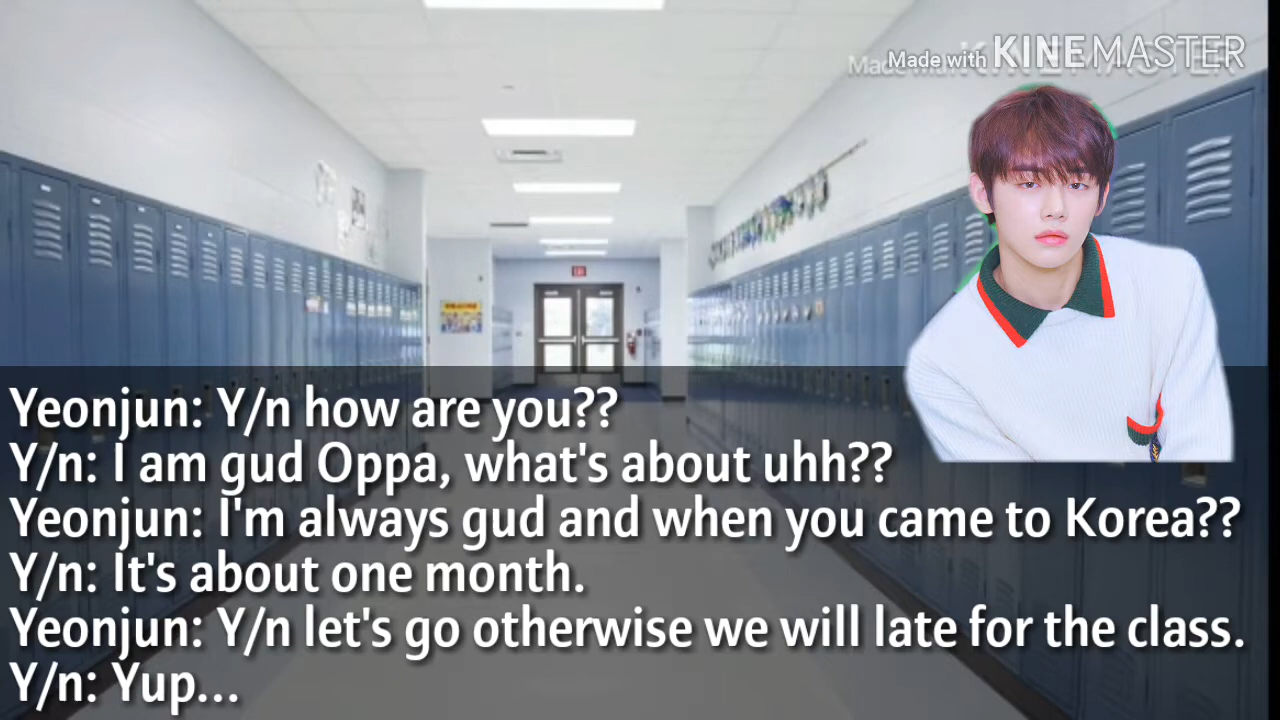 Made with KINEMASTER
Yeonjun: Y/n how are you??
Y/n: I am gud Oppa, what's about uhh??
Yeonjun: I'm always gud and when you came to Korea??
Y/n: It's about one month.
Yeonjun: Y/n let's go otherwise we will late for the class.
Y/n: Yup...